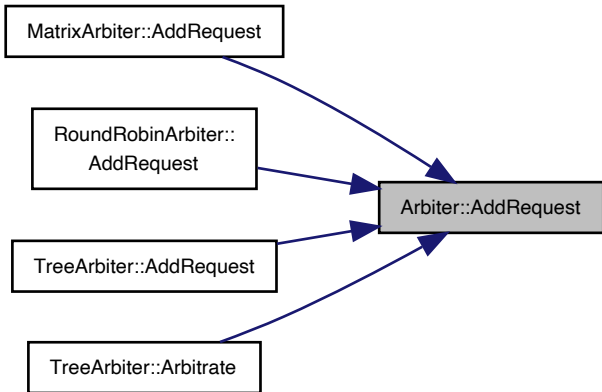 MatrixArbiter::AddRequest
RoundRobinArbiter::
AddRequest
Arbiter::AddRequest
TreeArbiter::AddRequest
TreeArbiter::Arbitrate